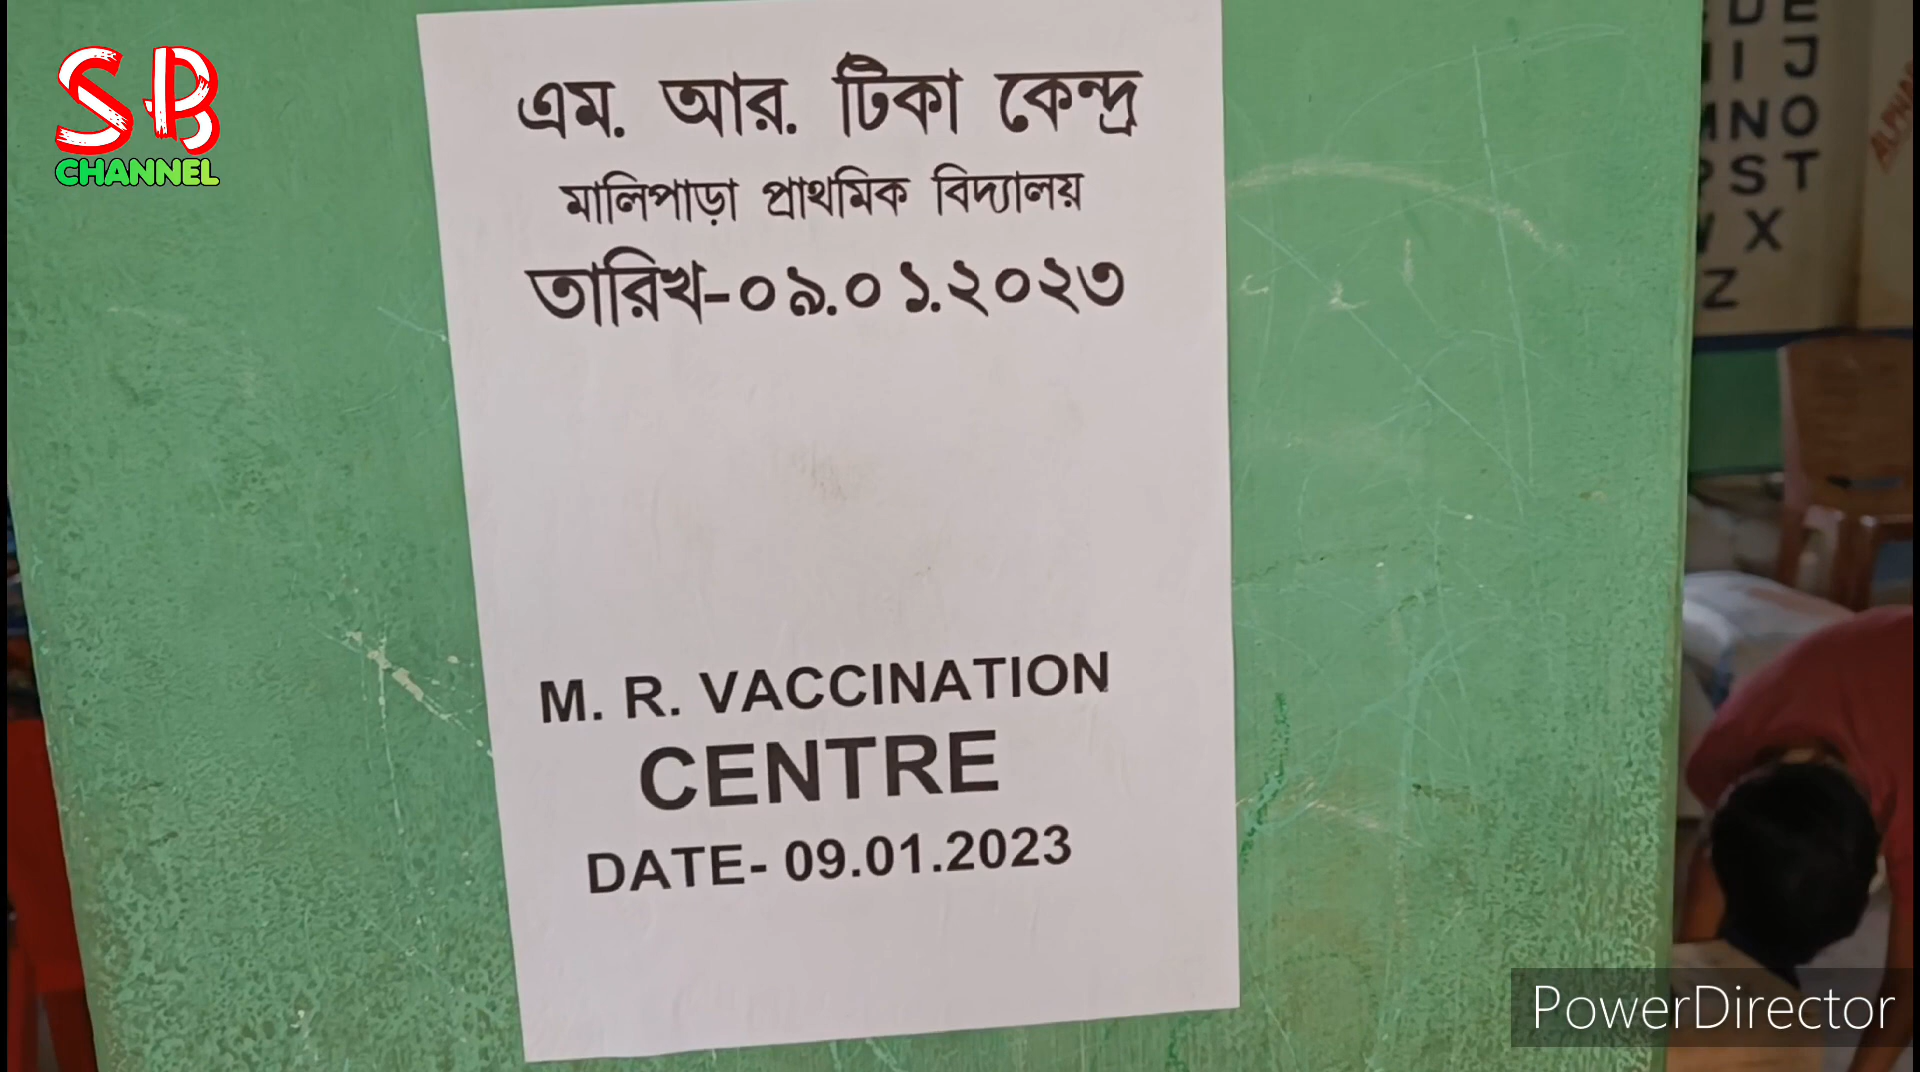 SB
CHANNEL
এম. আর. টিকা কেন্দ্র
মালিপাড়া প্রাথমিক বিদ্যালয়
তারিখ-০৯.০১.২০২৩
M. R. VACCINATION
CENTRE
DATE- 09.01.2023
D E
I J
N O
S T
X
Z
PowerDirector